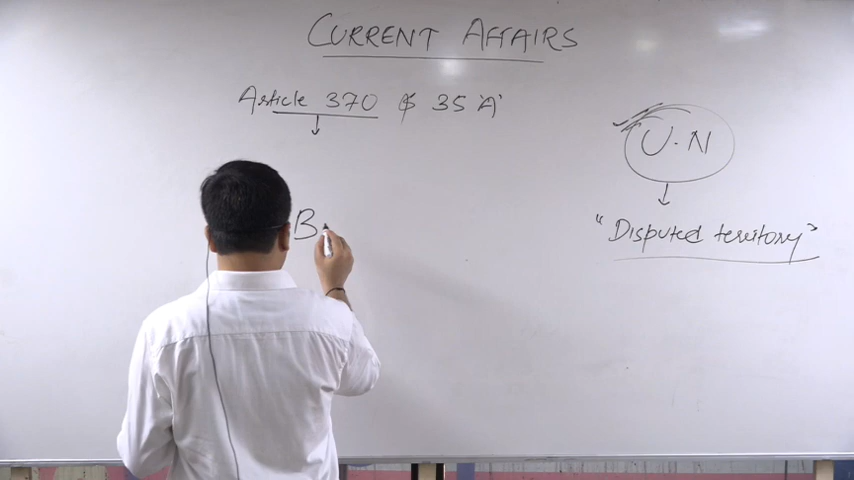 CURRENT AFFAIRS
Article 370 & 35 'A'
U.N
"Disputed territory"
B